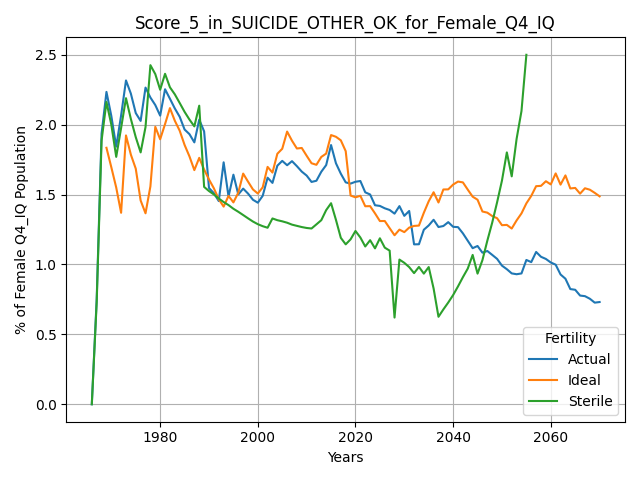 Score_5_in_SUICIDE_OTHER_OK_for_Female_Q4_IQ
% of Female Q4_IQ Population
2.5
2.0
1.5
1.0
0.5
0.0
1980
2000
2020
2040
2060
Years
Fertility
Actual
Ideal
Sterile